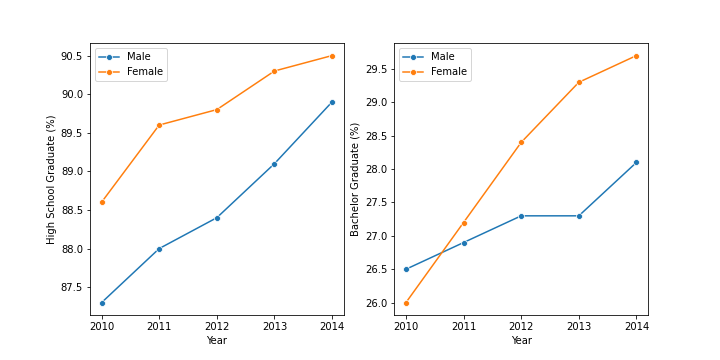 High School Graduate (%)
90.5
90.0
89.5
89.0
88.5
88.0
87.5
Male
Female
2010 2011 2012 2013 2014
Year
Bachelor Graduate (%)
29.5
29.0
28.5
28.0
27.5
27.0
26.5
26.0
Male
Female
2010 2011 2012 2013 2014
Year